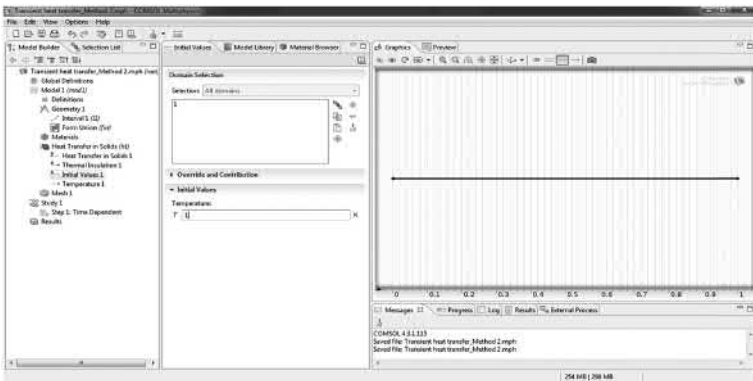 Transient heat transfer_Method 2.mph - COMSOL Multiphysics
File Edit View Options Help
Model Builder Selection List
Initial Values Model Library Material Browser
Graphics Preview
Transient heat transfer_Method 2.mph (root)
Global Definitions
Model 1 (mod1)
Definitions
Geometry 1
Interval 1 (i1)
Form Union (fin)
Materials
Heat Transfer in Solids (ht)
Heat Transfer in Solids 1
Thermal Insulation 1
Initial Values 1
Temperature 1
Mesh 1
Study 1
Step 1: Time Dependent
Results
Domain Selection
Selection: All domains
1
Override and Contribution
Initial Values
Temperature:
T 1 K
0 0.1 0.2 0.3 0.4 0.5 0.6 0.7 0.8 0.9 1
Messages Progress Log Results External Process
COMSOL 4.3.1.115
Saved file: Transient heat transfer_Method 2.mph
Saved file: Transient heat transfer_Method 2.mph
254 MB | 298 MB